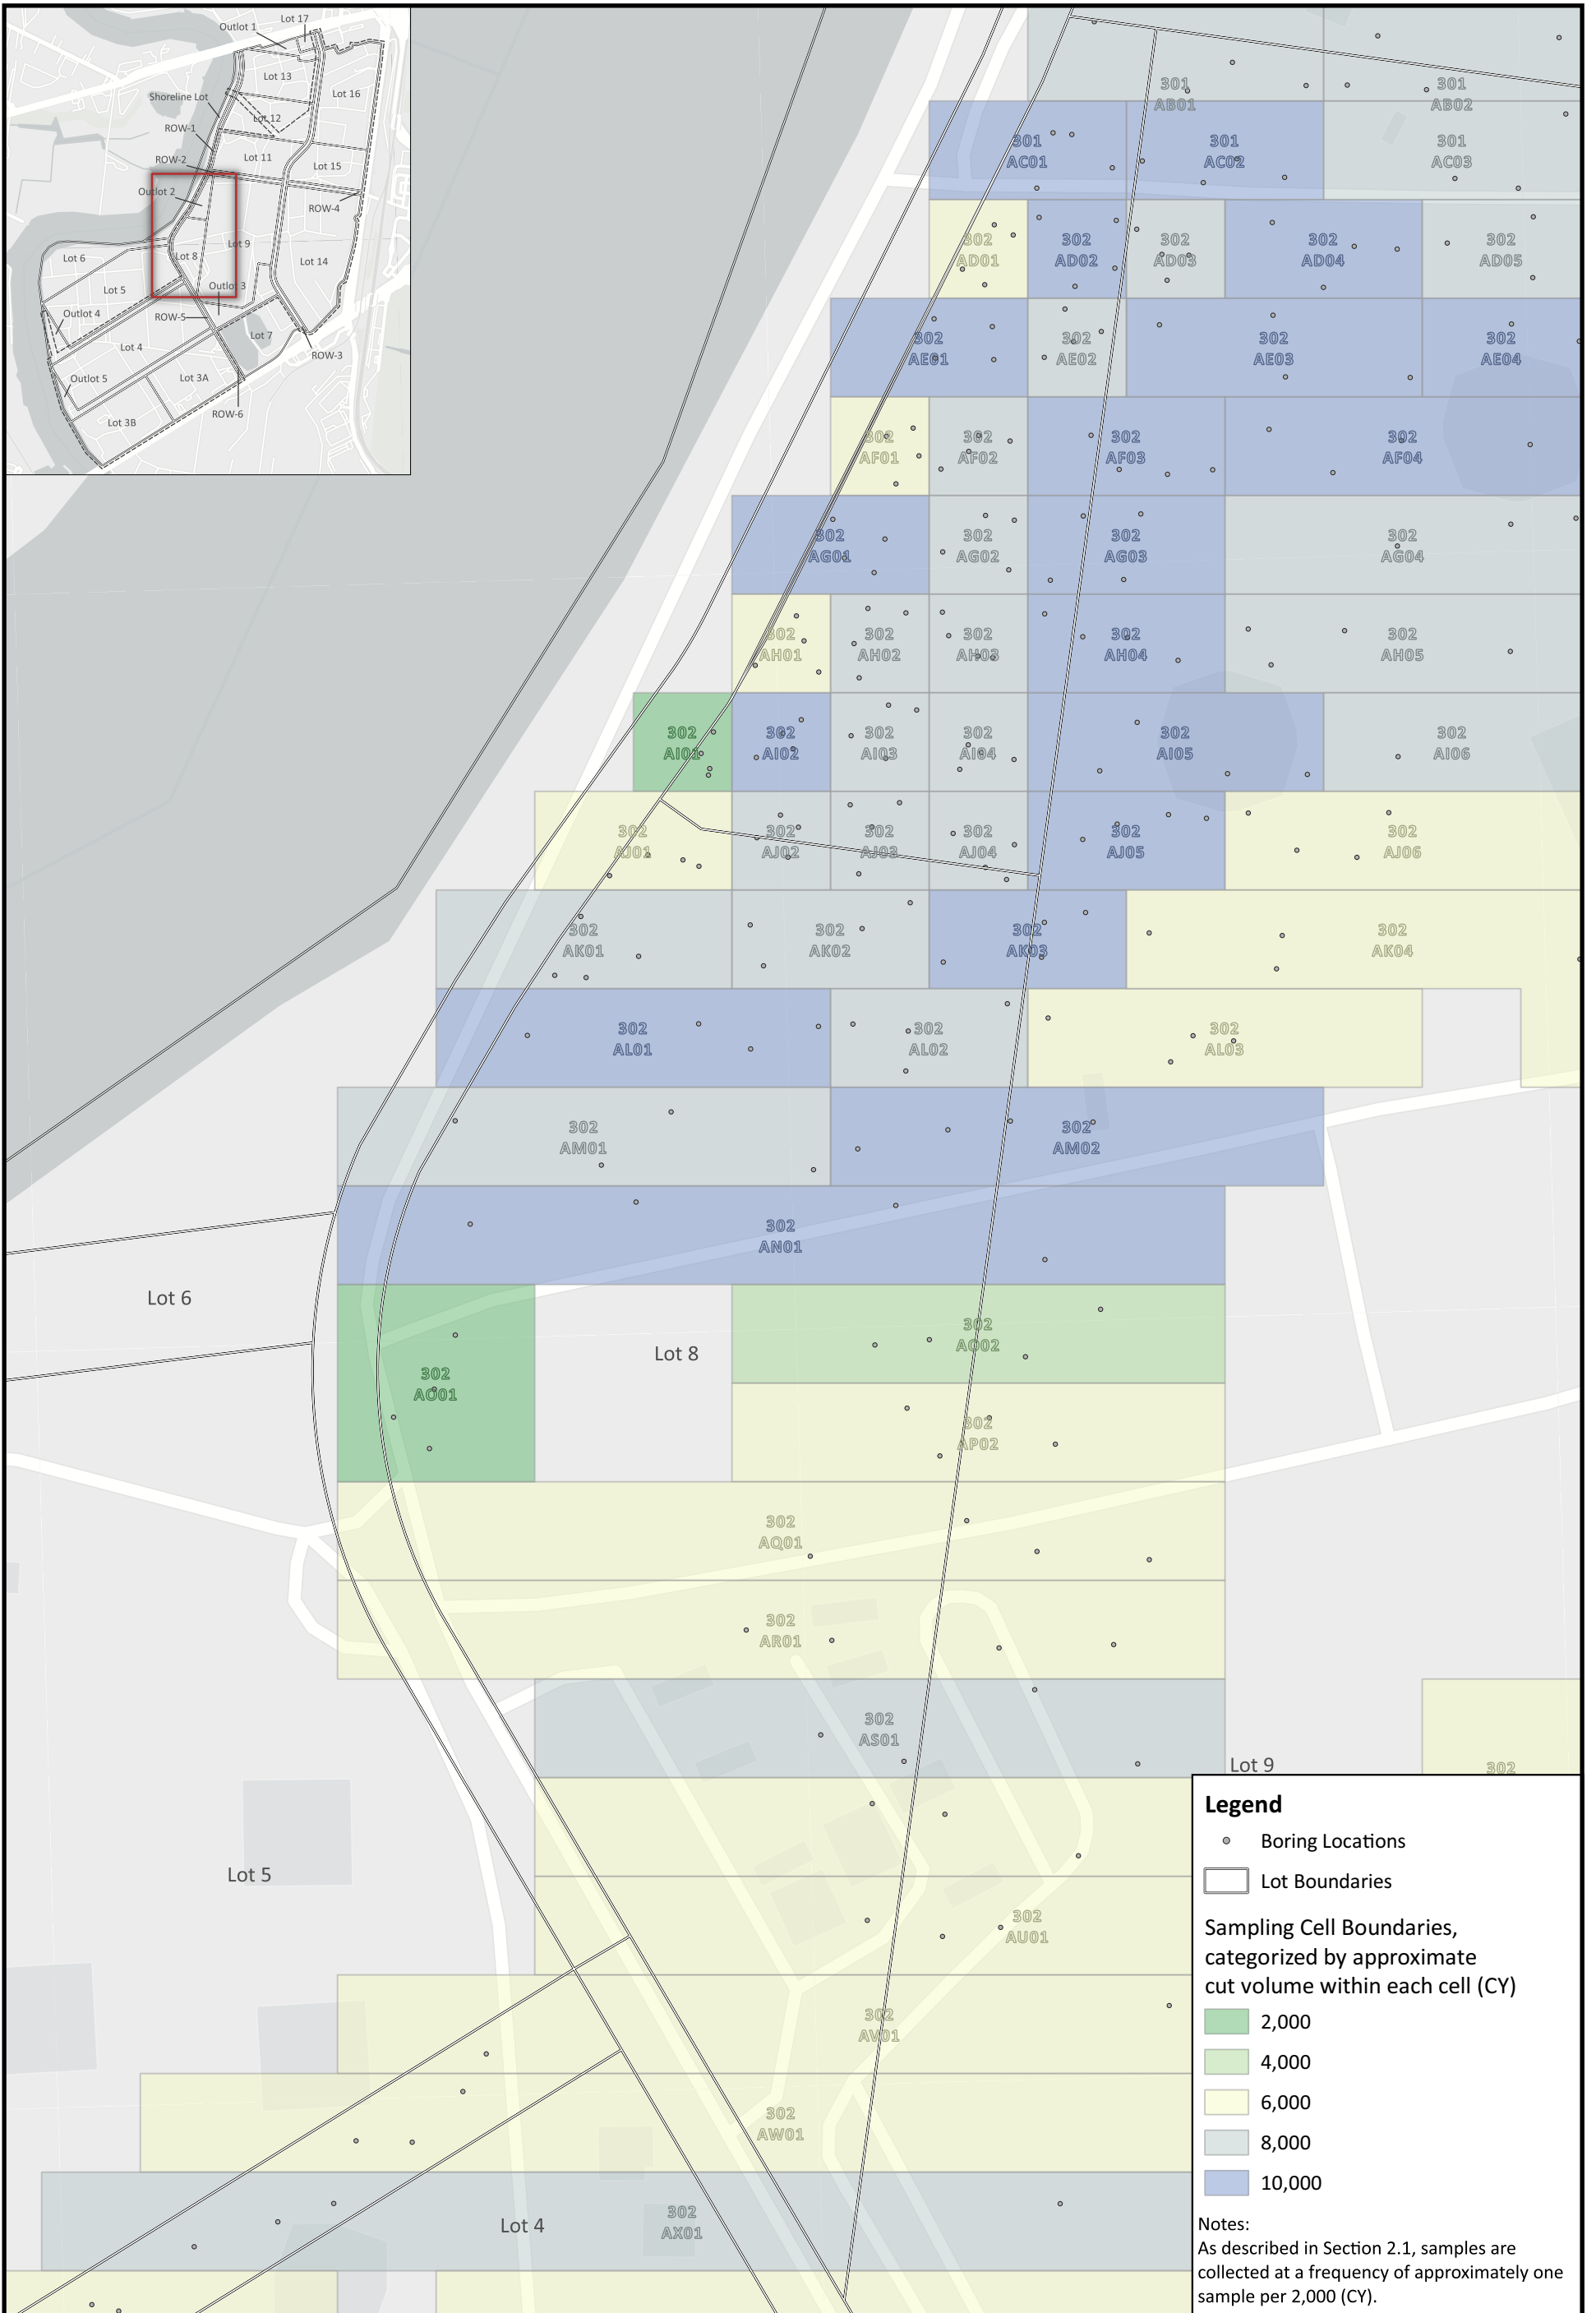 Outlot 1
Lot 17
Lot 13
Lot 16
Shoreline Lot
Lot 12
ROW-1
ROW-2
Lot 11
Lot 15
Outlot 2
ROW-4
Lot 9
Lot 6
Lot 8
Lot 14
Lot 5
Outlot 3
Outlot 4
ROW-5
Lot 7
Lot 4
ROW-3
Outlot 5
Lot 3A
ROW-6
Lot 3B
301
AB01
301
AB02
301
AC01
301
AC02
301
AC03
302
AD01
302
AD02
302
AD03
302
AD04
302
AD05
302
AE01
302
AE02
302
AE03
302
AE04
302
AF01
302
AF02
302
AF03
302
AF04
302
AG01
302
AG02
302
AG03
302
AG04
302
AH01
302
AH02
302
AH03
302
AH04
302
AH05
302
AI01
302
AI02
302
AI03
302
AI04
302
AI05
302
AI06
302
AJ01
302
AJ02
302
AJ03
302
AJ04
302
AJ05
302
AJ06
302
AK01
302
AK02
302
AK03
302
AK04
302
AL01
302
AL02
302
AL03
302
AM01
302
AM02
302
AN01
Lot 6
Lot 8
302
AO01
302
AO02
302
AP02
302
AQ01
302
AR01
302
AS01
Lot 9
302
Lot 5
302
AU01
302
AV01
302
AW01
302
AX01
Lot 4
Legend
Boring Locations
Lot Boundaries
Sampling Cell Boundaries,
categorized by approximate
cut volume within each cell (CY)
2,000
4,000
6,000
8,000
10,000
Notes:
As described in Section 2.1, samples are
collected at a frequency of approximately one
sample per 2,000 (CY).